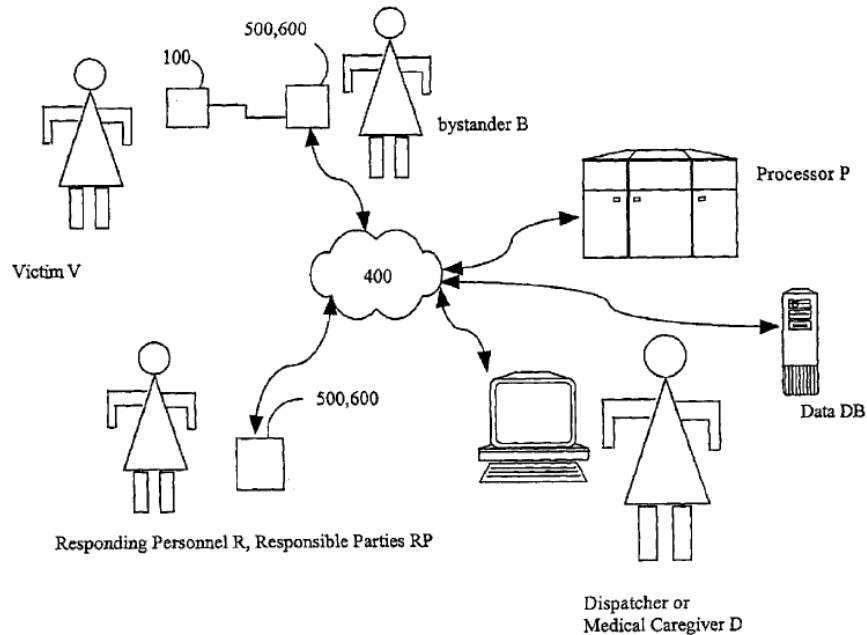 500,600
100
bystander B
Processor P
Victim V
400
Data DB
500,600
Responding Personnel R, Responsible Parties RP
Dispatcher or
Medical Caregiver D